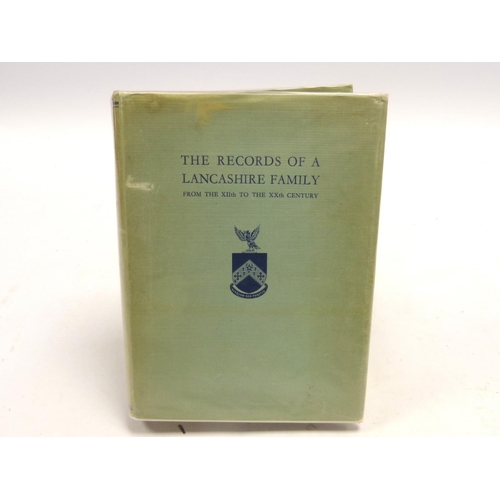 THE RECORDS OF A
LANCASHIRE FAMILY
FROM THE XIIth TO THE XXth CENTURY